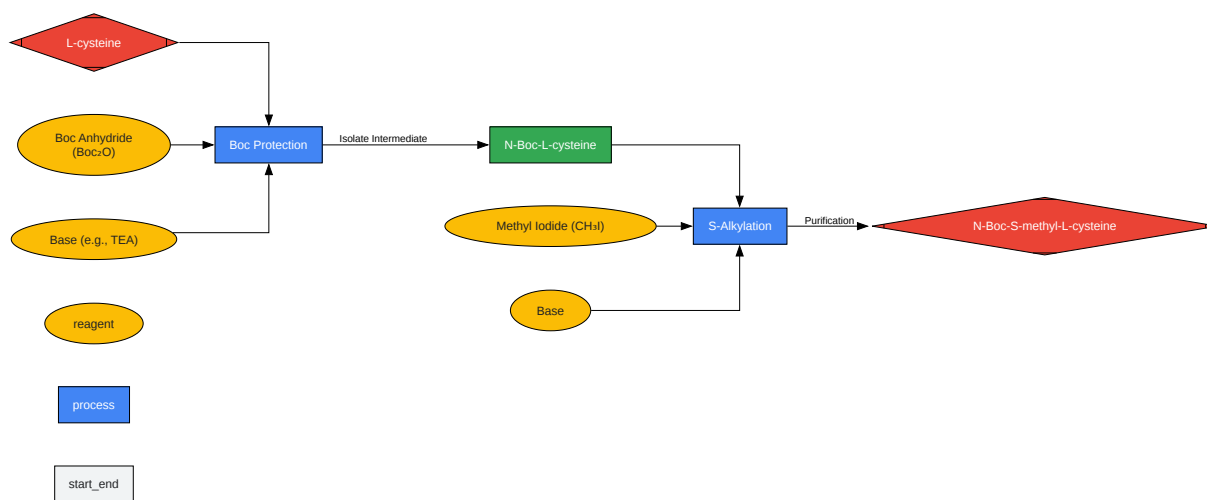 L-cysteine
Boc Anhydride
(Boc₂O)
Boc Protection
Isolate Intermediate
N-Boc-L-cysteine
Base (e.g., TEA)
Methyl Iodide (CH₃I)
S-Alkylation
Purification
N-Boc-S-methyl-L-cysteine
Base
reagent
process
start_end